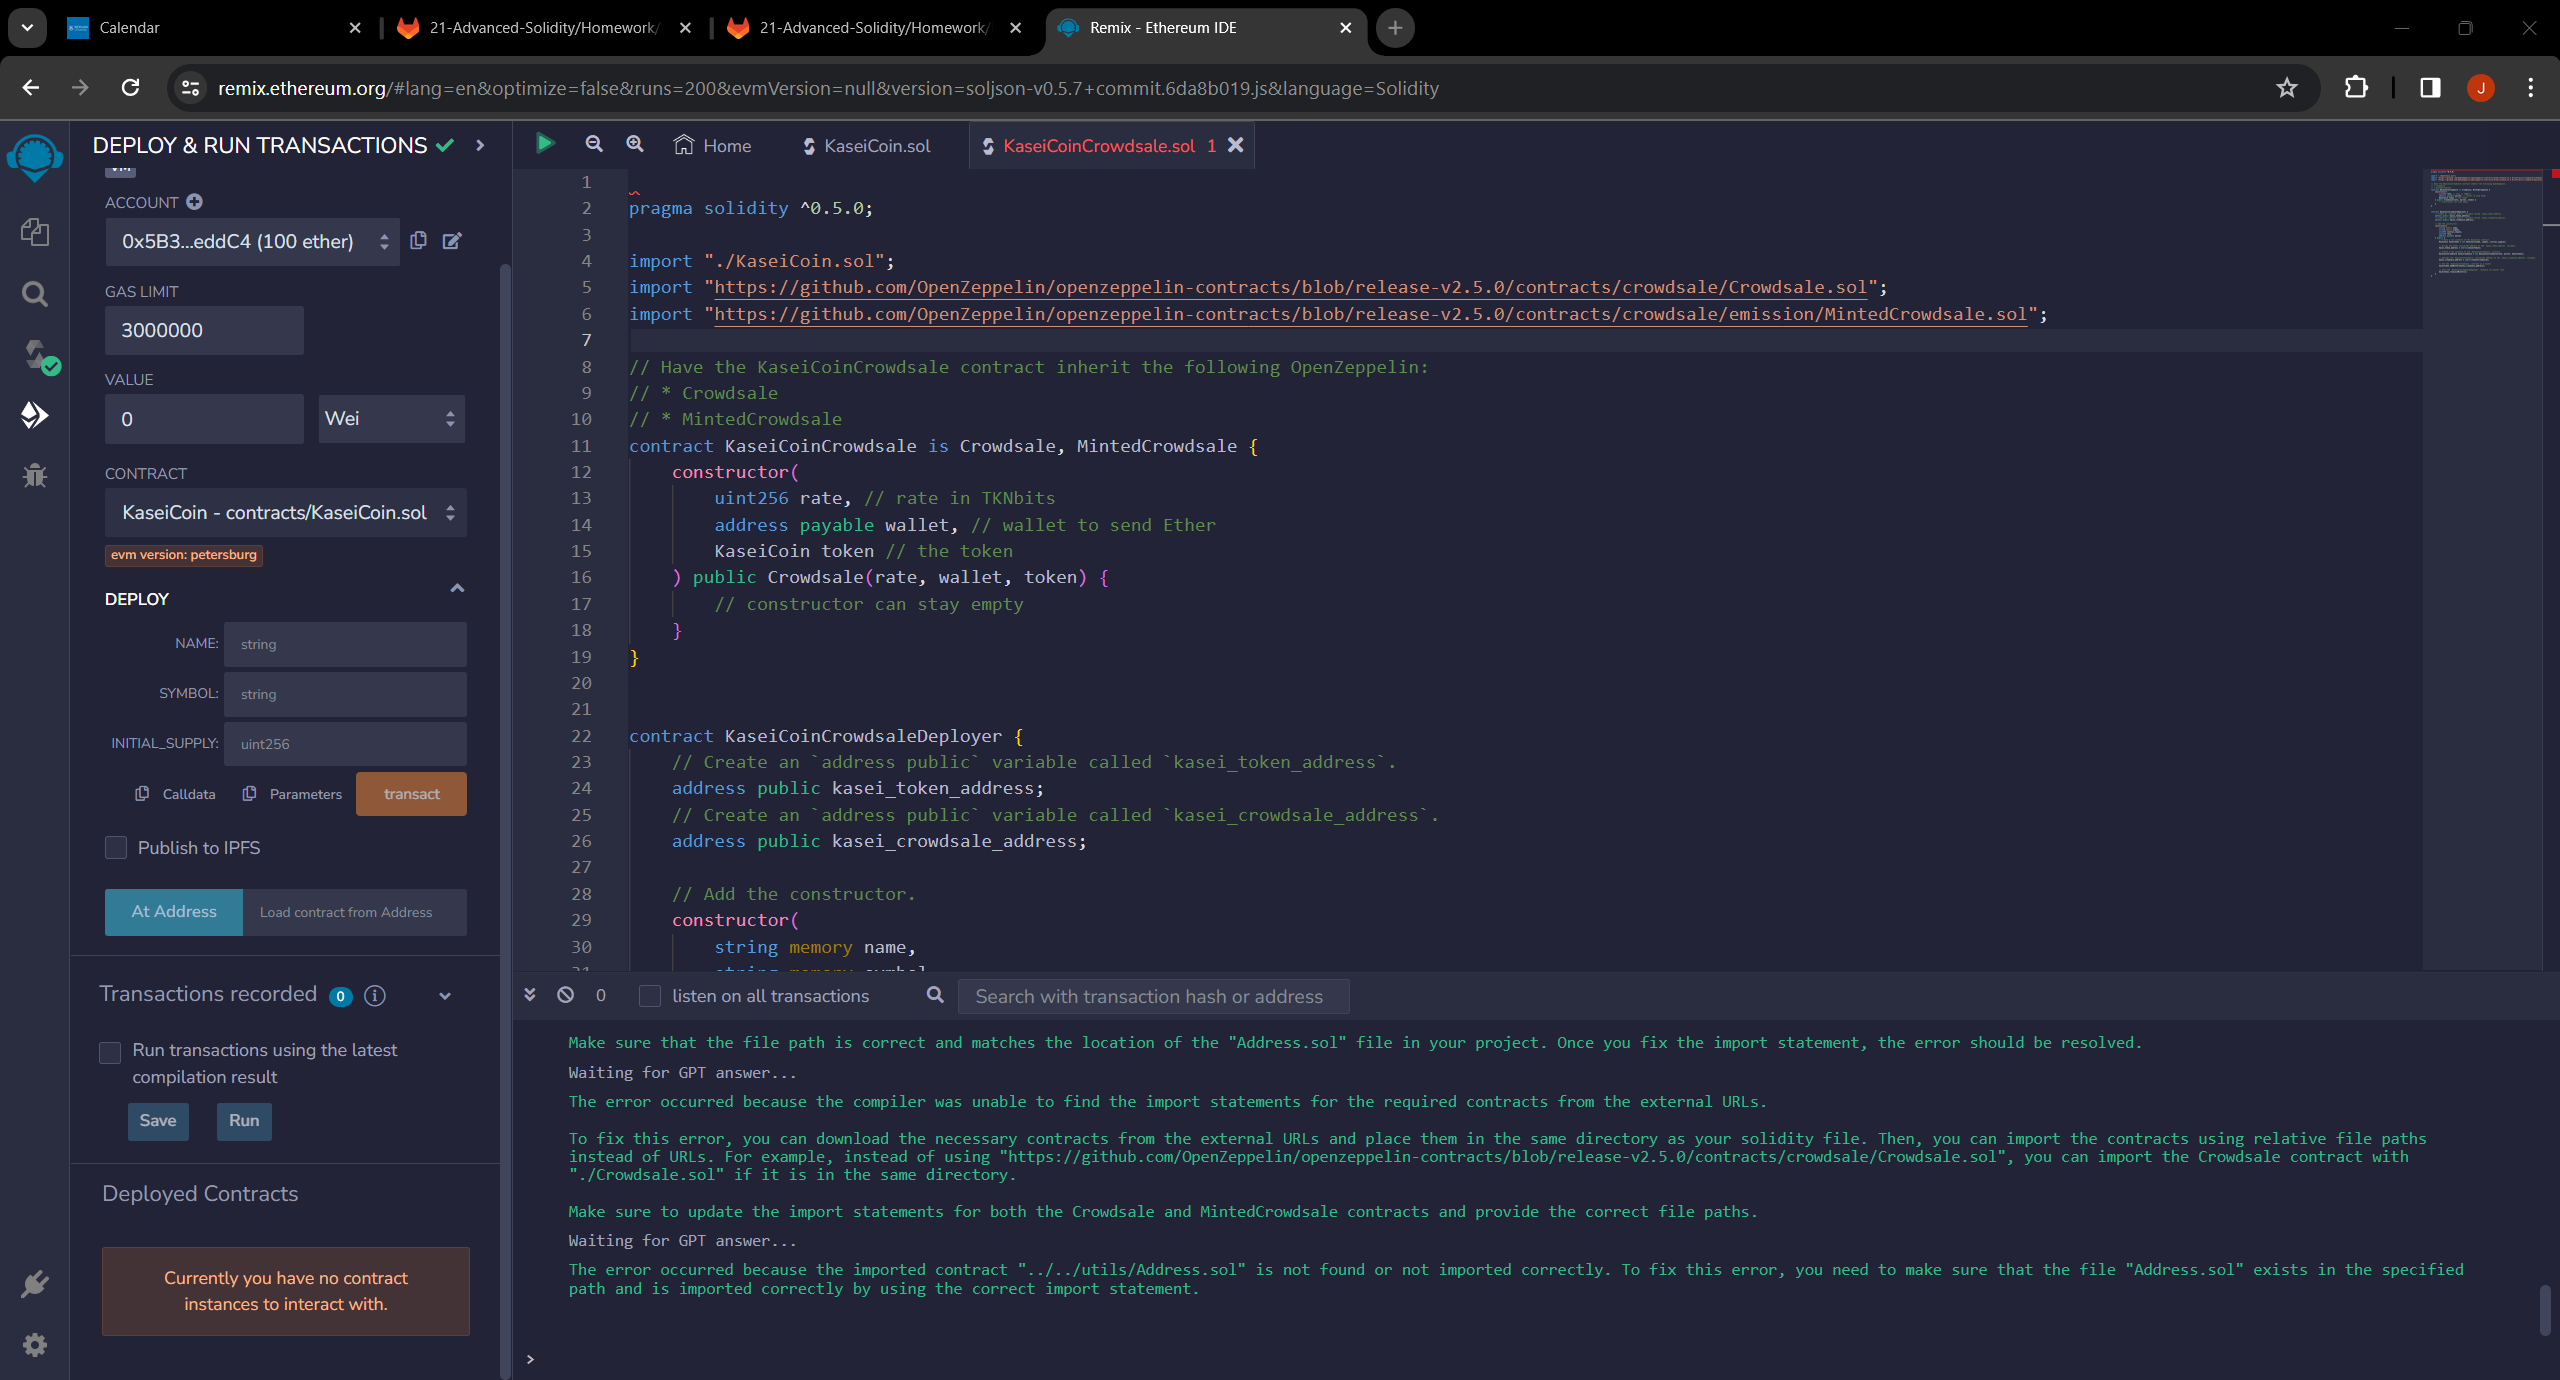 Calendar
21-Advanced-Solidity/Homework/
21-Advanced-Solidity/Homework/
Remix - Ethereum IDE
remix.ethereum.org/#lang=en&optimize=false&runs=200&evmVersion=null&version=soljson-v0.5.7+commit.6da8b019.js&language=Solidity
J
DEPLOY & RUN TRANSACTIONS
VM
ACCOUNT
0x5B3...eddC4 (100 ether)
GAS LIMIT
3000000
VALUE
0
Wei
CONTRACT
KaseiCoin - contracts/KaseiCoin.sol
evm version: petersburg
DEPLOY
NAME: string
SYMBOL: string
INITIAL_SUPPLY: uint256
Calldata Parameters transact
Publish to IPFS
At Address Load contract from Address
Transactions recorded 0 i
Run transactions using the latest
compilation result
Save Run
Deployed Contracts
Currently you have no contract
instances to interact with.
Home KaseiCoin.sol KaseiCoinCrowdsale.sol 1
1
2 pragma solidity ^0.5.0;
3
4 import "./KaseiCoin.sol";
5 import "https://github.com/OpenZeppelin/openzeppelin-contracts/blob/release-v2.5.0/contracts/crowdsale/Crowdsale.sol";
6 import "https://github.com/OpenZeppelin/openzeppelin-contracts/blob/release-v2.5.0/contracts/crowdsale/emission/MintedCrowdsale.sol";
7
8 // Have the KaseiCoinCrowdsale contract inherit the following OpenZeppelin:
9 // * Crowdsale
10 // * MintedCrowdsale
11 contract KaseiCoinCrowdsale is Crowdsale, MintedCrowdsale {
12 constructor(
13 uint256 rate, // rate in TKNbits
14 address payable wallet, // wallet to send Ether
15 KaseiCoin token // the token
16 ) public Crowdsale(rate, wallet, token) {
17 // constructor can stay empty
18 }
19 }
20
21
22 contract KaseiCoinCrowdsaleDeployer {
23 // Create an `address public` variable called `kasei_token_address`.
24 address public kasei_token_address;
25 // Create an `address public` variable called `kasei_crowdsale_address`.
26 address public kasei_crowdsale_address;
27
28 // Add the constructor.
29 constructor(
30 string memory name,
31 string memory symbol
0 listen on all transactions Search with transaction hash or address
Make sure that the file path is correct and matches the location of the "Address.sol" file in your project. Once you fix the import statement, the error should be resolved.
Waiting for GPT answer...
The error occurred because the compiler was unable to find the import statements for the required contracts from the external URLs.
To fix this error, you can download the necessary contracts from the external URLs and place them in the same directory as your solidity file. Then, you can import the contracts using relative file paths
instead of URLs. For example, instead of using "https://github.com/OpenZeppelin/openzeppelin-contracts/blob/release-v2.5.0/contracts/crowdsale/Crowdsale.sol", you can import the Crowdsale contract with
"./Crowdsale.sol" if it is in the same directory.
Make sure to update the import statements for both the Crowdsale and MintedCrowdsale contracts and provide the correct file paths.
Waiting for GPT answer...
The error occurred because the imported contract "../../utils/Address.sol" is not found or not imported correctly. To fix this error, you need to make sure that the file "Address.sol" exists in the specified
path and is imported correctly by using the correct import statement.
>